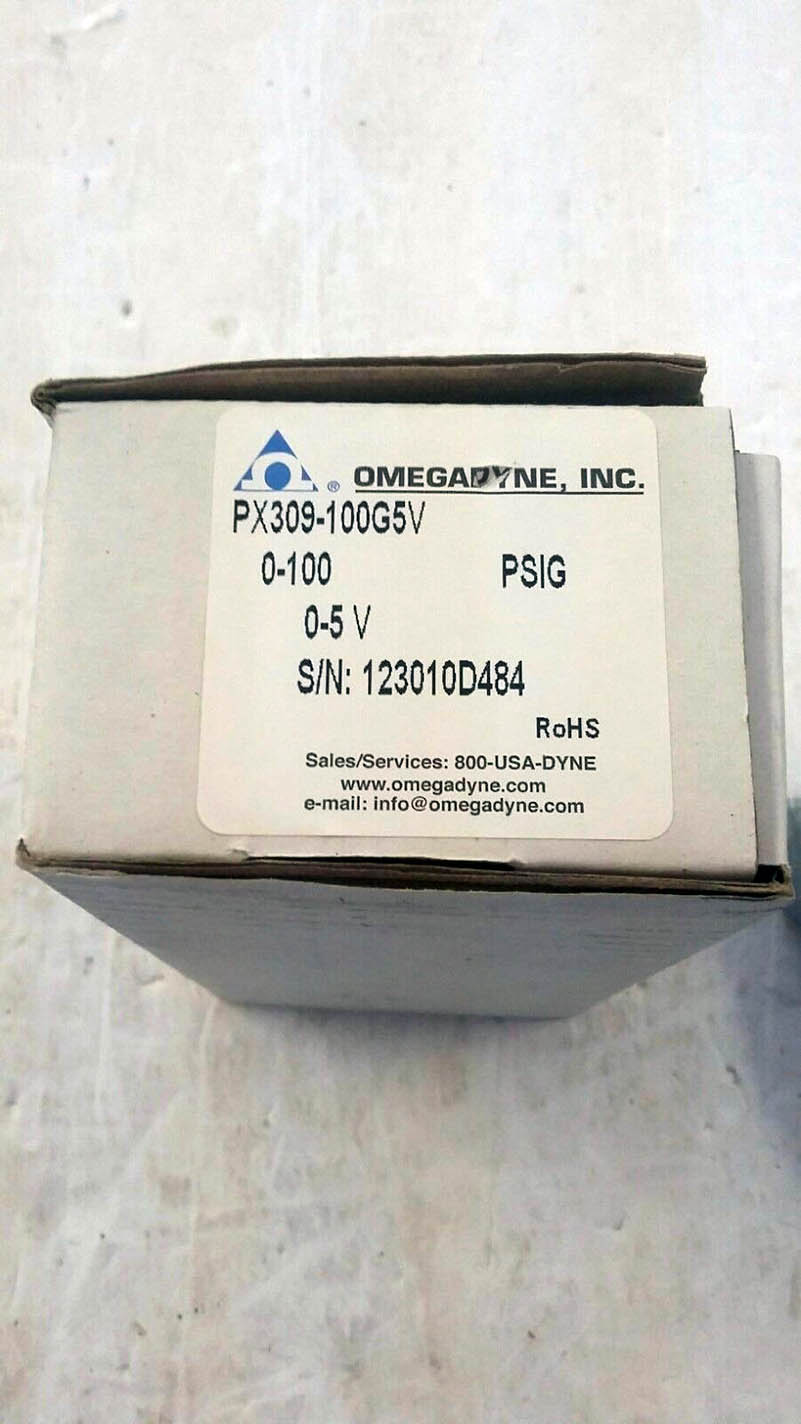 ® OMEGADYNE, INC.
PX309-100G5V
0-100 PSIG
0-5 V
S/N: 123010D484
RoHS
Sales/Services: 800-USA-DYNE
www.omegadyne.com
e-mail: info@omegadyne.com